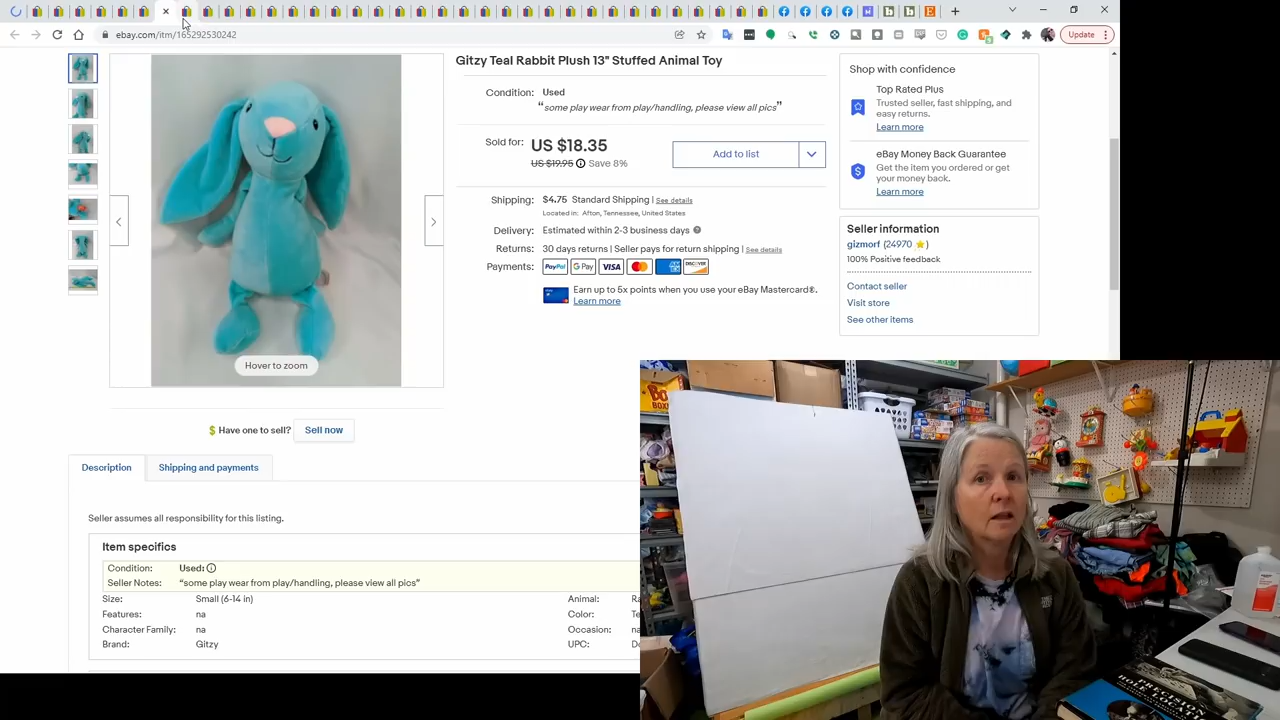 Update
ebay.com/itm/165292530242
Gitzy Teal Rabbit Plush 13" Stuffed Animal Toy
Condition: Used
"some play wear from play/handling, please view all pics"
Sold for: US $18.35
US $19.95 Save 8%
Add to list
Shipping: $4.75 Standard Shipping | See details
Located in: Afton, Tennessee, United States
Delivery: Estimated within 2-3 business days
Returns: 30 days returns | Seller pays for return shipping | See details
Payments: PayPal G Pay VISA DISCOVER
Earn up to 5x points when you use your eBay Mastercard®.
Learn more
Hover to zoom
Shop with confidence
Top Rated Plus
Trusted seller, fast shipping, and
easy returns.
Learn more
eBay Money Back Guarantee
Get the item you ordered or get
your money back.
Learn more
Seller information
gizmorf (24970 )
100% Positive feedback
Contact seller
Visit store
See other items
Have one to sell? Sell now
Description
Shipping and payments
Seller assumes all responsibility for this listing.
Item specifics
Condition: Used:
Seller Notes: "some play wear from play/handling, please view all pics"
Size: Small (6-14 in) Animal:
Features: na Color:
Character Family: na Occasion:
Brand: Gitzy UPC:
PRECISION